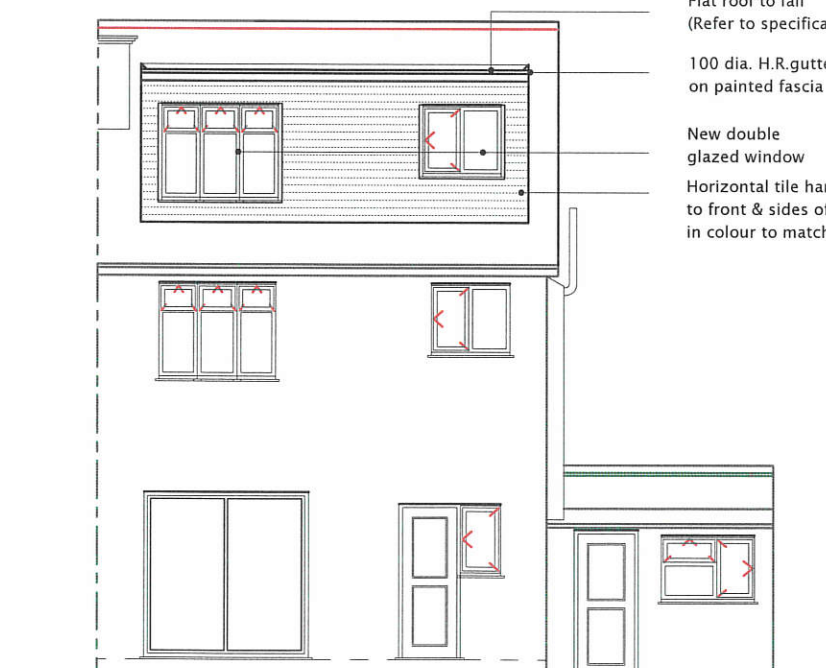 Flat roof to fall
(Refer to specifica
100 dia. H.R.gutte
on painted fascia
New double
glazed window
Horizontal tile han
to front & sides of
in colour to match